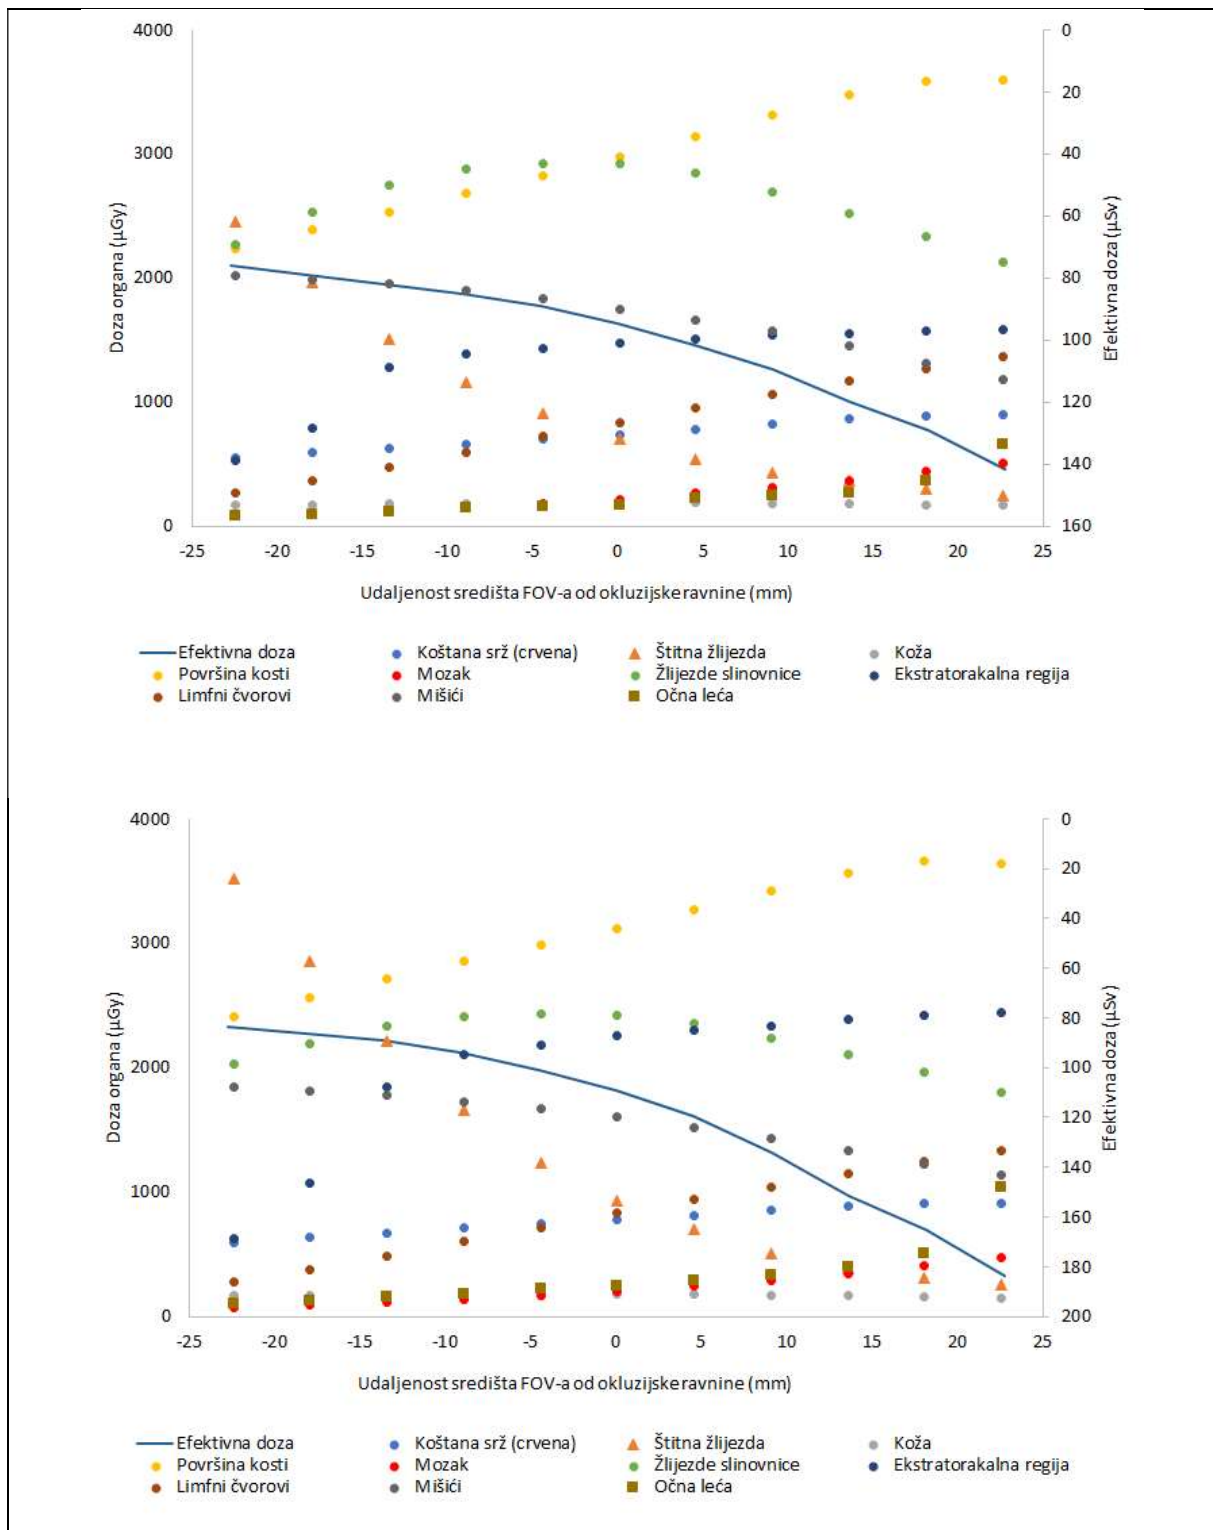 4000
3000
2000
1000
0
Doza organa (µGy)
0
20
40
60
80
100
120
140
160
Efektivna doza (µSv)
-25 -20 -15 -10 -5 0 5 10 15 20 25
Udaljenost središta FOV-a od okluzijske ravnine (mm)
Efektivna doza Koštana srž (crvena) Štitna žlijezda Koža
Površina kosti Mozak Žlijezde slinovnice Ekstratorakalna regija
Limfni čvorovi Mišići Očna leća
4000
3000
2000
1000
0
Doza organa (µGy)
0
20
40
60
80
100
120
140
160
180
200
Efektivna doza (µSv)
-25 -20 -15 -10 -5 0 5 10 15 20 25
Udaljenost središta FOV-a od okluzijske ravnine (mm)
Efektivna doza Koštana srž (crvena) Štitna žlijezda Koža
Površina kosti Mozak Žlijezde slinovnice Ekstratorakalna regija
Limfni čvorovi Mišići Očna leća